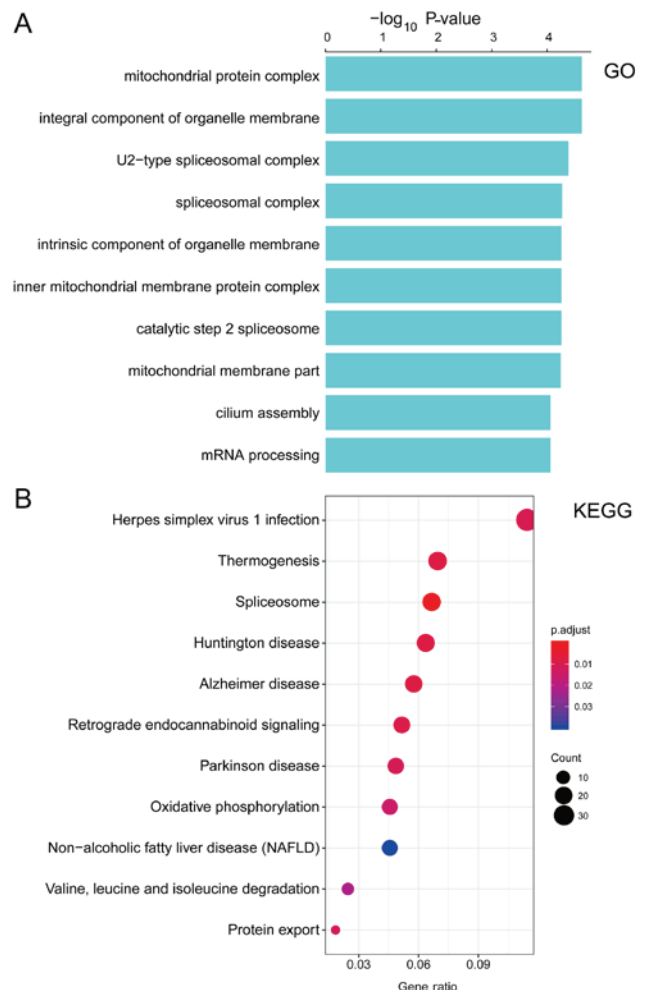 A
−log10 P-value
0 1 2 3 4
GO
mitochondrial protein complex
integral component of organelle membrane
U2−type spliceosomal complex
spliceosomal complex
intrinsic component of organelle membrane
inner mitochondrial membrane protein complex
catalytic step 2 spliceosome
mitochondrial membrane part
cilium assembly
mRNA processing
B
KEGG
Herpes simplex virus 1 infection
Thermogenesis
Spliceosome
Huntington disease
Alzheimer disease
Retrograde endocannabinoid signaling
Parkinson disease
Oxidative phosphorylation
Non-alcoholic fatty liver disease (NAFLD)
Valine, leucine and isoleucine degradation
Protein export
0.03 0.06 0.09
Gene ratio
p.adjust
0.01
0.02
0.03
Count
10
20
30